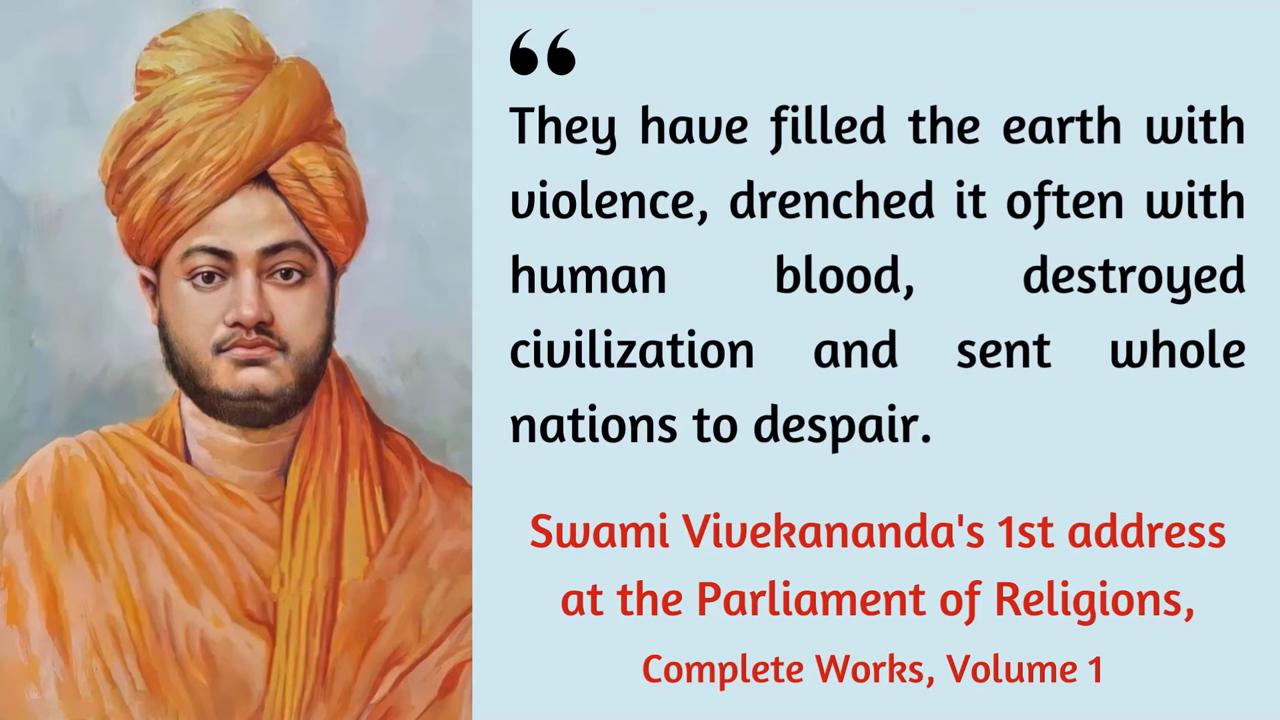 “
They have filled the earth with
violence, drenched it often with
human blood, destroyed
civilization and sent whole
nations to despair.
Swami Vivekananda's 1st address
at the Parliament of Religions,
Complete Works, Volume 1